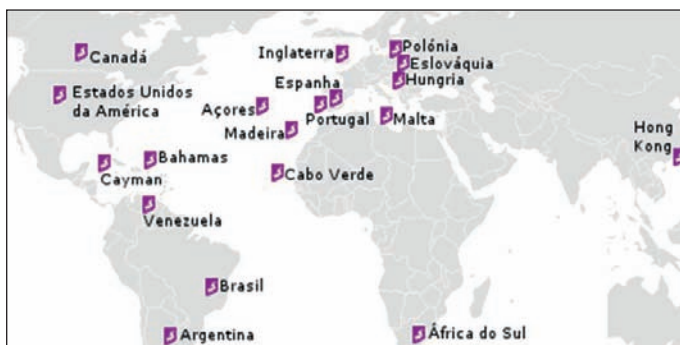 Canadá
Inglaterra
Polónia
Eslováquia
Hungria
Estados Unidos
da América
Espanha
Açores
Portugal
Malta
Madeira
Hong
Kong
Bahamas
Cayman
Cabo Verde
Venezuela
Brasil
Argentina
África do Sul